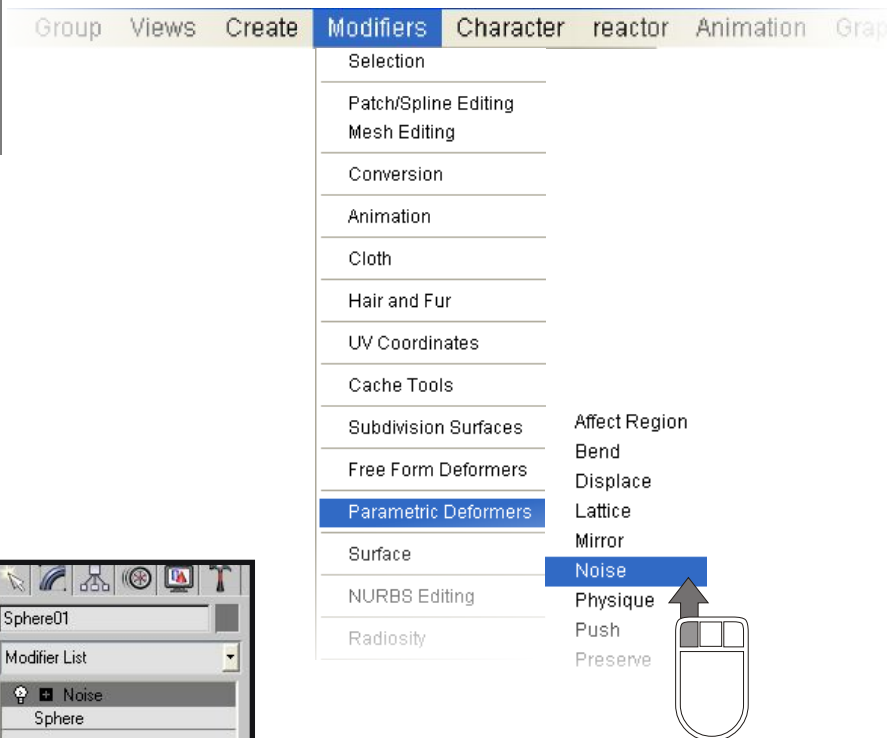 Group Views Create Modifiers Character reactor Animation Grap
Selection
Patch/Spline Editing
Mesh Editing
Conversion
Animation
Cloth
Hair and Fur
UV Coordinates
Cache Tools
Subdivision Surfaces
Free Form Deformers
Parametric Deformers
Surface
NURBS Editing
Radiosity
Affect Region
Bend
Displace
Lattice
Mirror
Noise
Physique
Push
Preserve
Sphere01
Modifier List
Noise
Sphere